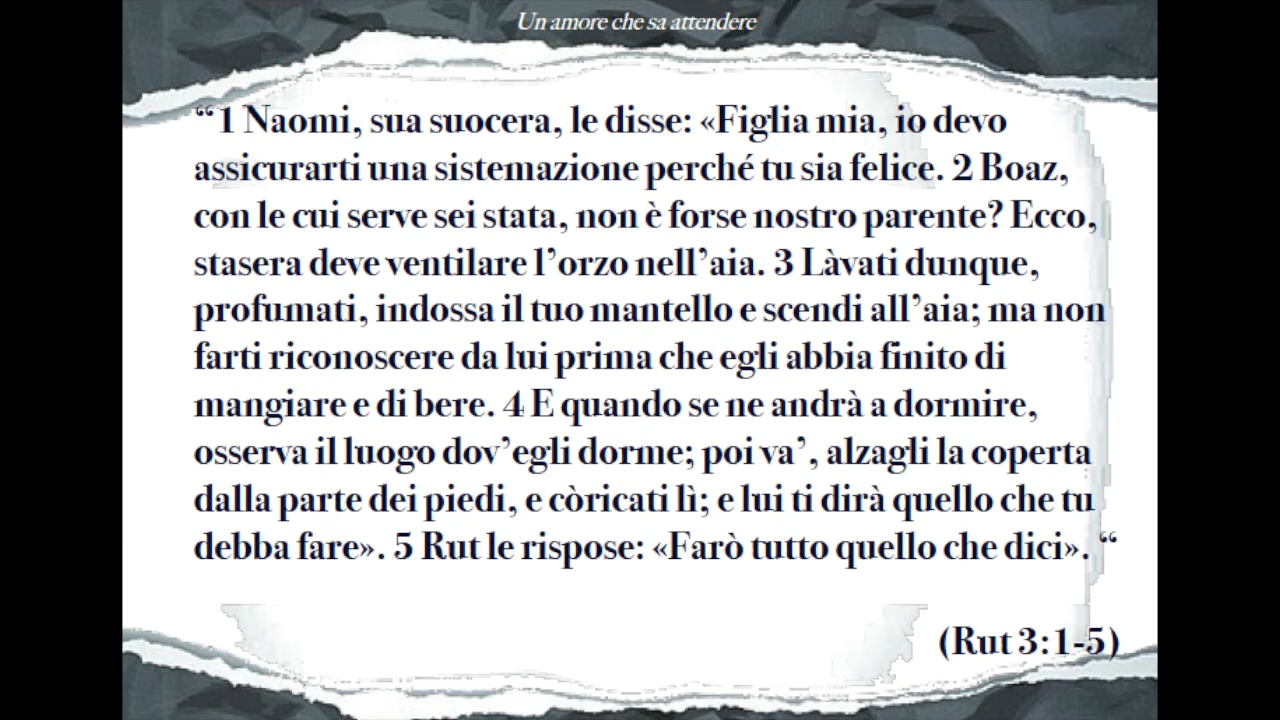 Un amore che sa attendere
“1 Naomi, sua suocera, le disse: «Figlia mia, io devo
assicurarti una sistemazione perché tu sia felice. 2 Boaz,
con le cui serve sei stata, non è forse nostro parente? Ecco,
stasera deve ventilare l’orzo nell’aia. 3 Làvati dunque,
profumati, indossa il tuo mantello e scendi all’aia; ma non
farti riconoscere da lui prima che egli abbia finito di
mangiare e di bere. 4 E quando se ne andrà a dormire,
osserva il luogo dov’egli dorme; poi va’, alzagli la coperta
dalla parte dei piedi, e còricati lì; e lui ti dirà quello che tu
debba fare». 5 Rut le rispose: «Farò tutto quello che dici». “
(Rut 3:1-5)